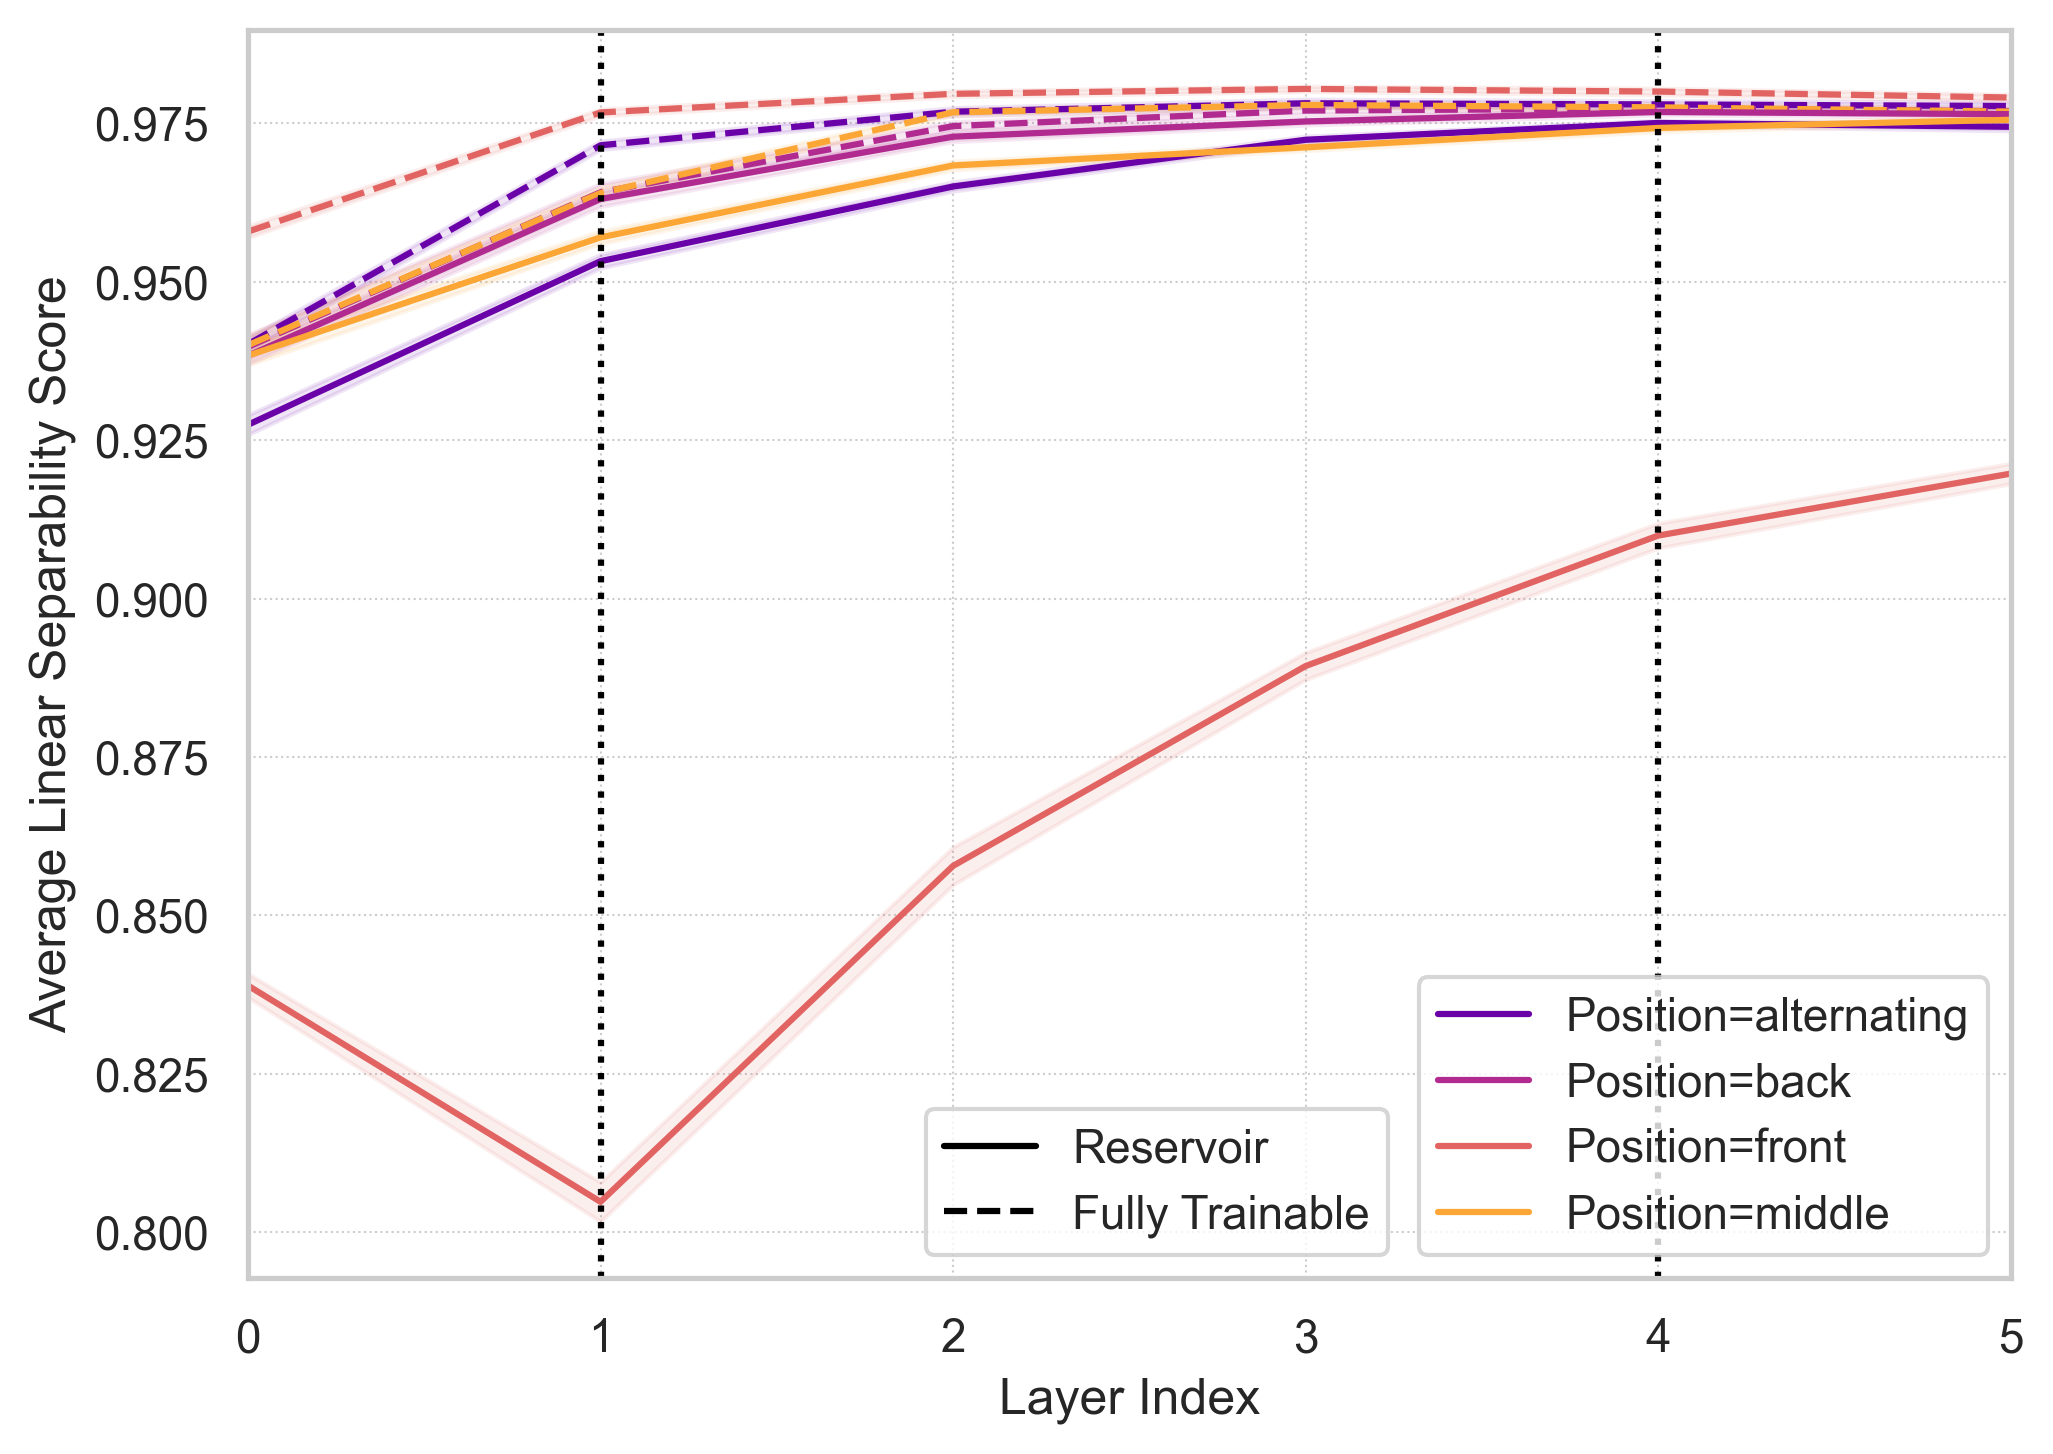 Average Linear Separability Score
0.975
0.950
0.925
0.900
0.875
0.850
0.825
0.800
Reservoir
Fully Trainable
Position=alternating
Position=back
Position=front
Position=middle
0 1 2 3 4 5
Layer Index